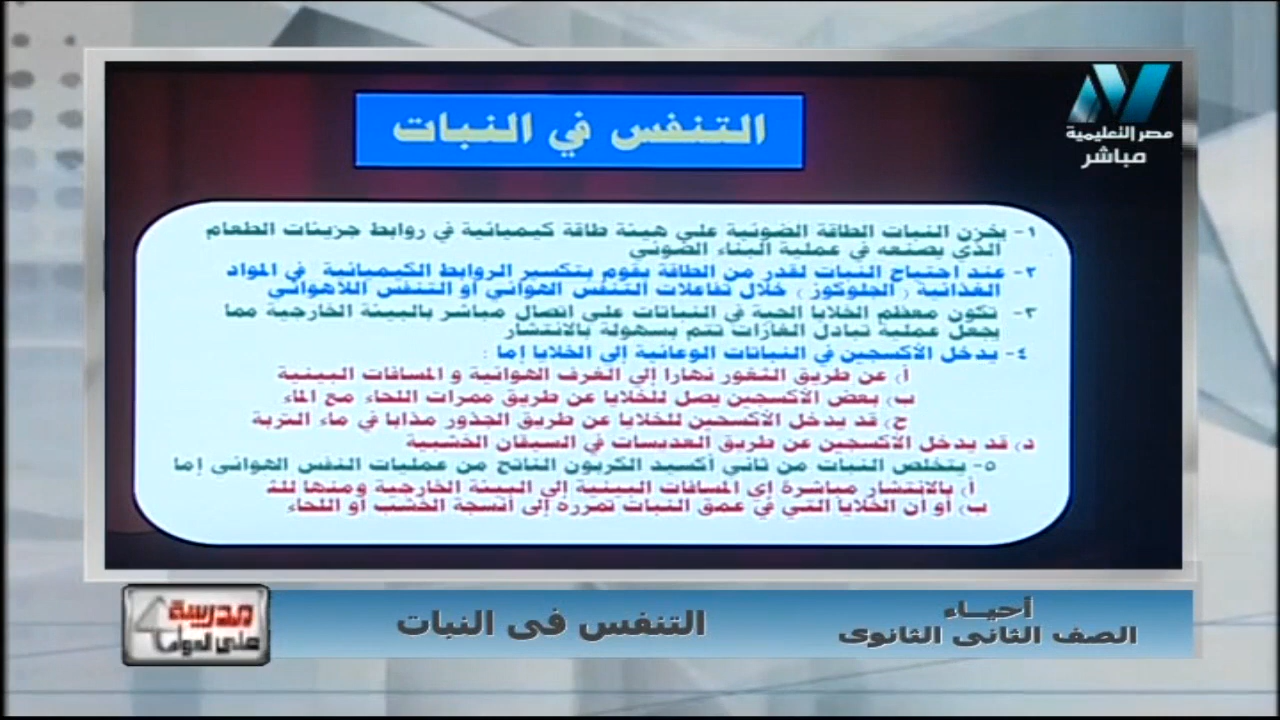 التنفس في النبات
مصر التعليمية
مباشر
١- يخزن النبات الطاقة الضوئية على هيئة طاقة كيميائية في روابط جزيئات الطعام
الذي يصنعه في عملية البناء الضوئي
٢- عند احتياج النبات لقدر من الطاقة يقوم بتكسير الروابط الكيميائية في المواد
الغذائية ( الجلوكوز ) خلال تفاعلات التنفس الهوائي أو التنفس اللاهوائي
٣- تكون معظم الخلايا الحية في النباتات على اتصال مباشر بالبيئة الخارجية مما
يجعل عملية تبادل الغازات تتم بسهولة بالانتشار
٤- يدخل الأكسجين في النباتات الوعائية إلى الخلايا إما :
أ) عن طريق الثغور نهارا إلى الغرف الهوائية و المسافات البينية
ب) بعض الأكسجين يصل للخلايا عن طريق ممرات اللحاء مع الماء
ج) قد يدخل الأكسجين للخلايا عن طريق الجذور مذابا في ماء التربة
د) قد يدخل الأكسجين عن طريق العديسات في السيقان الخشبية
٥- يتخلص النبات من ثاني أكسيد الكربون الناتج من عمليات النفس الهوائي إما
أ) بالانتشار مباشرة إي المسافات البينية إلى البيئة الخارجية ومنها للث
ب) أو أن الخلايا التي في عمق النبات تمرره إلى أنسجة الخشب أو اللحاء
أحياء
الصف الثانى الثانوى
التنفس فى النبات
مدرسة
على الهواء